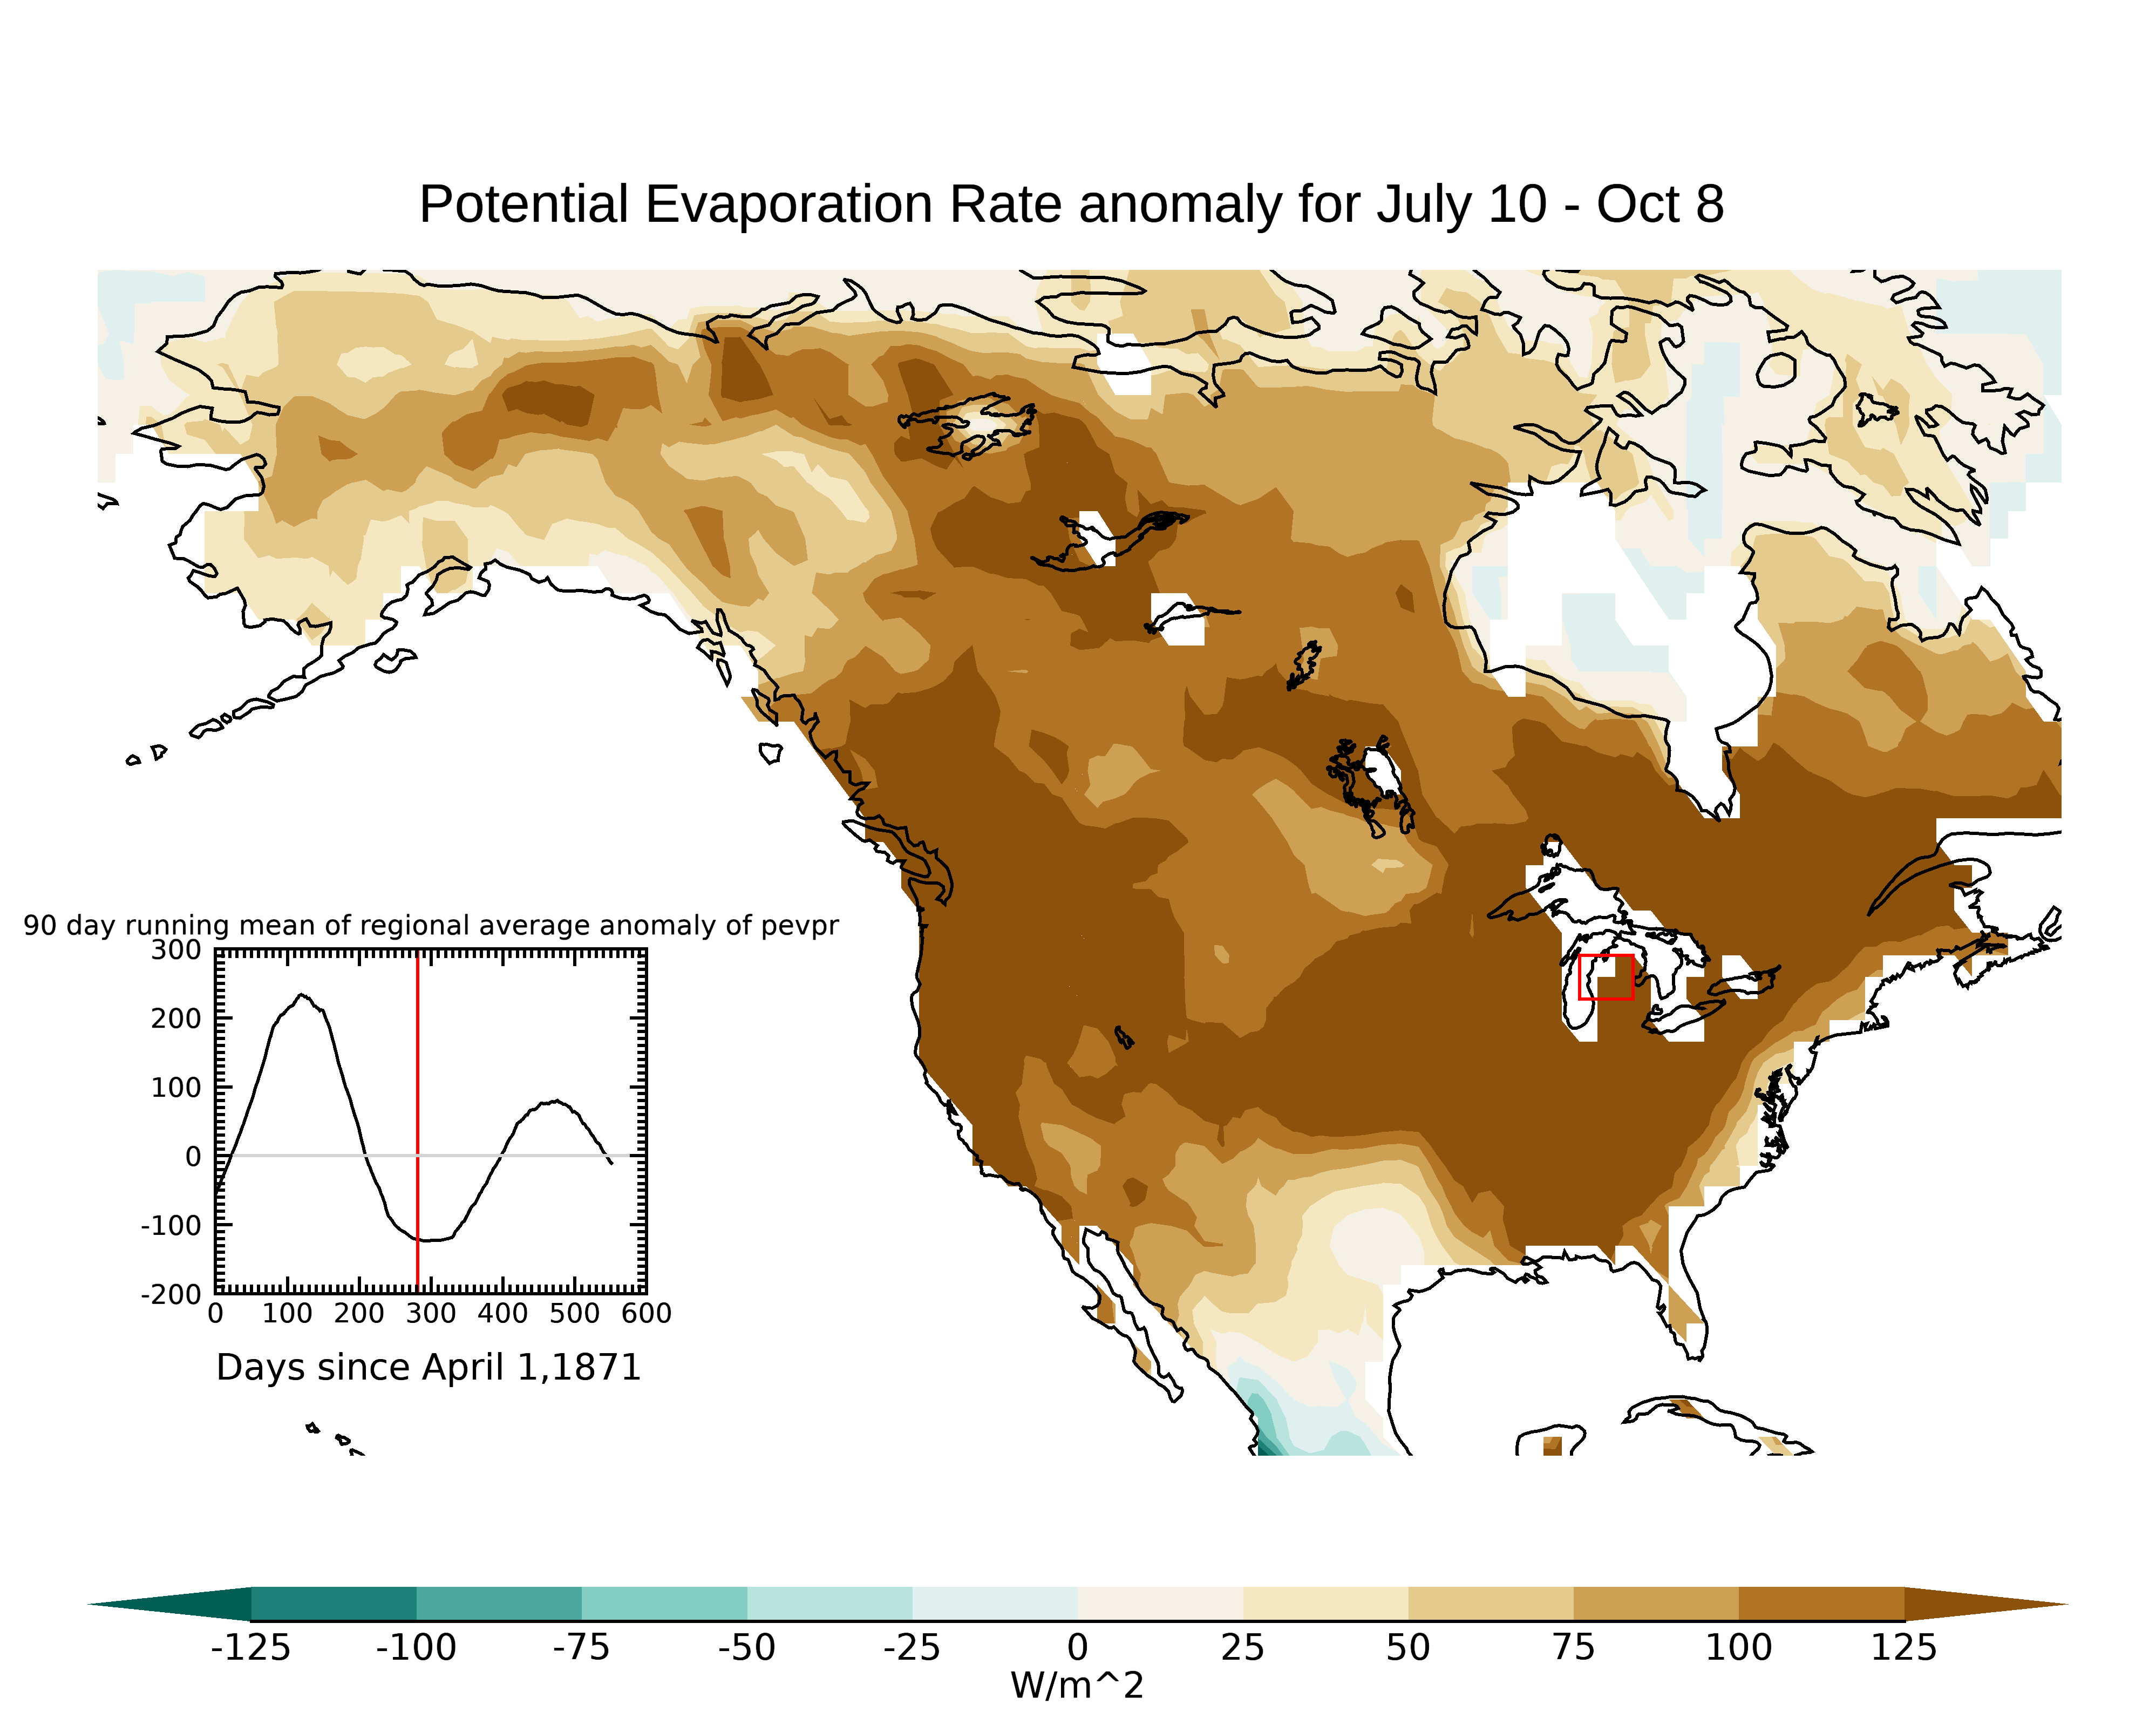 Potential Evaporation Rate anomaly for July 10 - Oct 8
90 day running mean of regional average anomaly of pevpr
300
200
100
0
-100
-200
0 100 200 300 400 500 600
Days since April 1,1871
-125 -100 -75 -50 -25 0 25 50 75 100 125
W/m^2